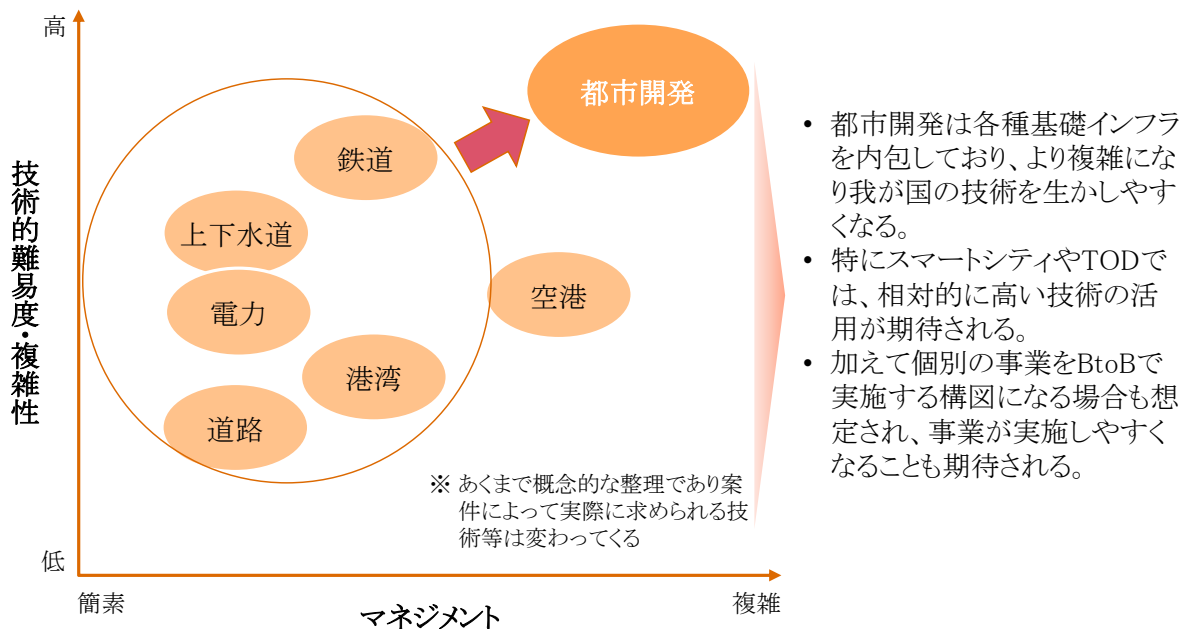 高
都市開発
鉄道
上下水道
電力
空港
港湾
道路
技術的難易度・複雑性
※ あくまで概念的な整理であり案
件によって実際に求められる技
術等は変わってくる
低
簡素
マネジメント
複雑
• 都市開発は各種基礎インフラ
を内包しており、より複雑にな
り我が国の技術を生かしやす
くなる。
• 特にスマートシティやTODで
は、相対的に高い技術の活
用が期待される。
• 加えて個別の事業をBtoBで
実施する構図になる場合も想
定され、事業が実施しやすく
なることも期待される。